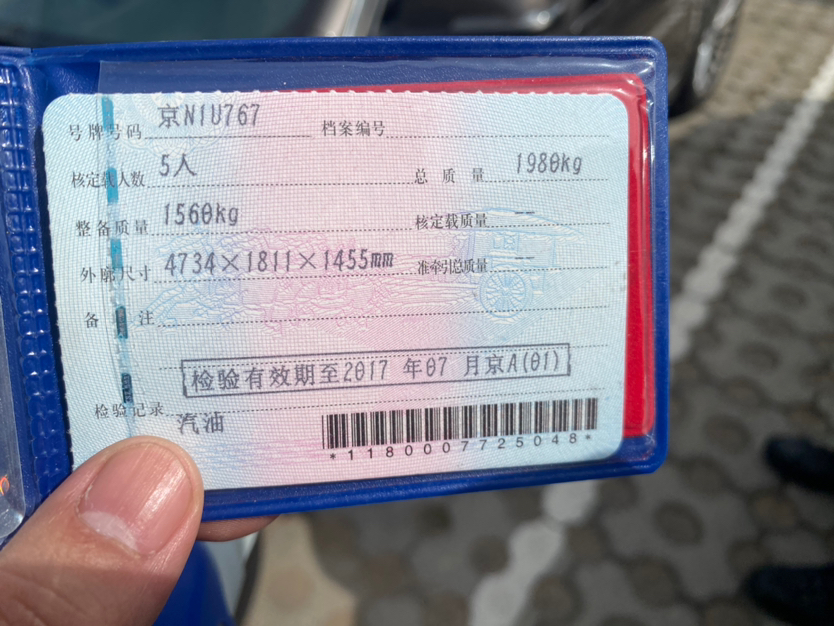 号牌号码 京N1U767 档案编号
核定载人数 5人 总质量 1980kg
整备质量 1560kg 核定载质量 --
外廓尺寸 4734×1811×1455mm 准牵引总质量 --
备注
检验有效期至2017 年07 月京A(01)
检验记录 汽油
*1180007725048*